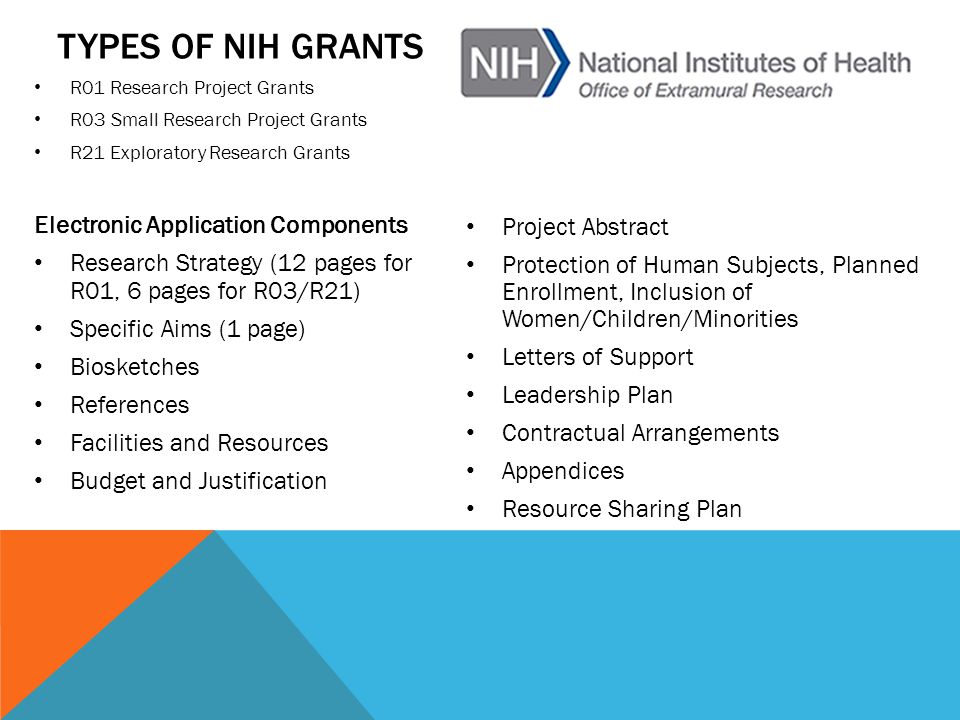 TYPES OF NIH GRANTS
• R01 Research Project Grants
• R03 Small Research Project Grants
• R21 Exploratory Research Grants
NIH National Institutes of Health
Office of Extramural Research
Electronic Application Components
• Research Strategy (12 pages for
R01, 6 pages for R03/R21)
• Specific Aims (1 page)
• Biosketches
• References
• Facilities and Resources
• Budget and Justification
• Project Abstract
• Protection of Human Subjects, Planned
Enrollment, Inclusion of
Women/Children/Minorities
• Letters of Support
• Leadership Plan
• Contractual Arrangements
• Appendices
• Resource Sharing Plan